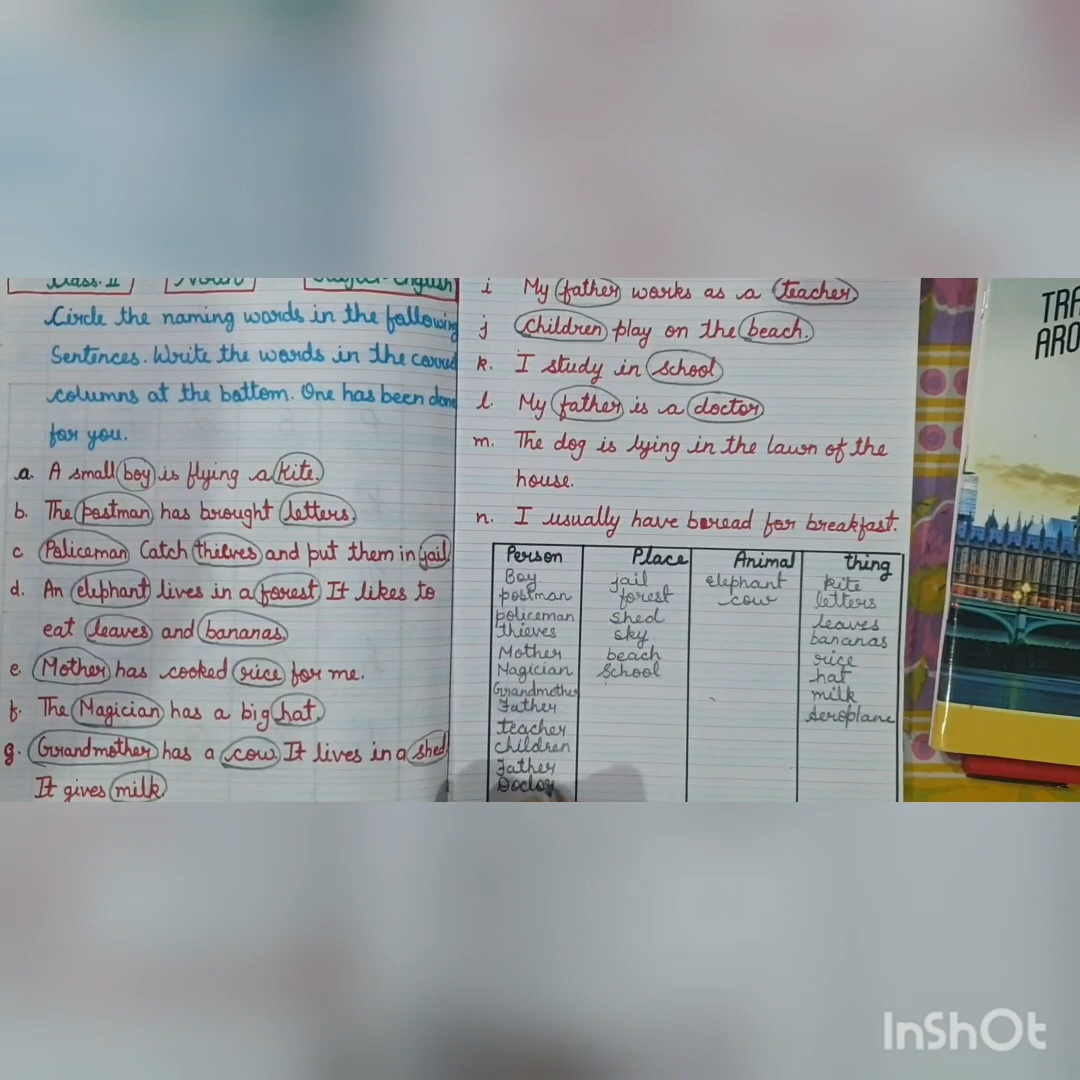 Class-II Noun Subject-English
Circle the naming words in the following
Sentences. Write the words in the correct
columns at the bottom. One has been done
for you.
a. A small boy is flying a kite.
b. The postman has brought letters.
c Policeman Catch thieves and put them in jail
d. An elphant lives in a forest. It likes to
eat leaves and bananas.
e. Mother has cooked rice for me.
f. The Magician has a big hat.
g. Grandmother has a cow. It lives in a shed
It gives milk
i My father works as a teacher
j children play on the beach.
k. I study in school
l. My father is a doctor
m. The dog is lying in the lawn of the
house.
n. I usually have bread for breakfast.
Person Place Animal thing
Boy jail elephant kite
postman forest cow letters
policeman shed leaves
thieves sky bananas
Mother beach rice
Magician School hat
Grandmother milk
Father Aeroplane
teacher
children
Father
Doctor
TRA
ARO
InShOt